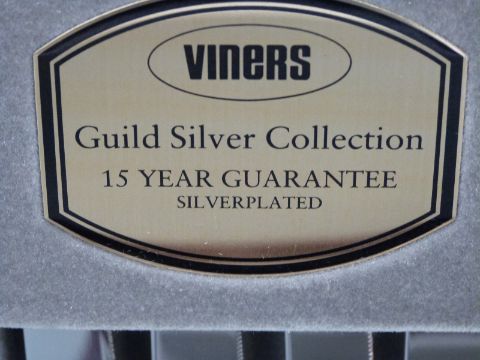 VINERS
Guild Silver Collection
15 YEAR GUARANTEE
SILVERPLATED